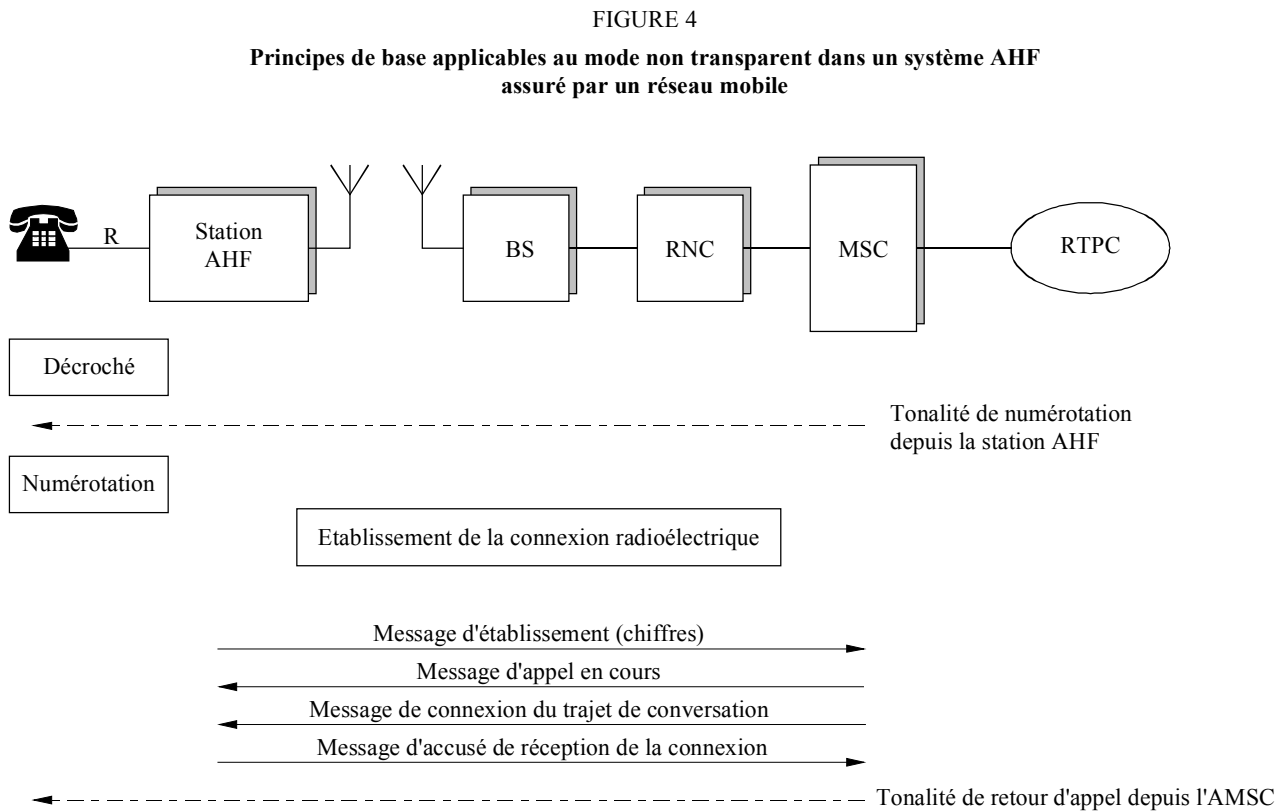 FIGURE 4
Principes de base applicables au mode non transparent dans un système AHF
assuré par un réseau mobile
R
Station
AHF
BS
RNC
MSC
RTPC
Décroché
Tonalité de numérotation
depuis la station AHF
Numérotation
Etablissement de la connexion radioélectrique
Message d'établissement (chiffres)
Message d'appel en cours
Message de connexion du trajet de conversation
Message d'accusé de réception de la connexion
Tonalité de retour d'appel depuis l'AMSC